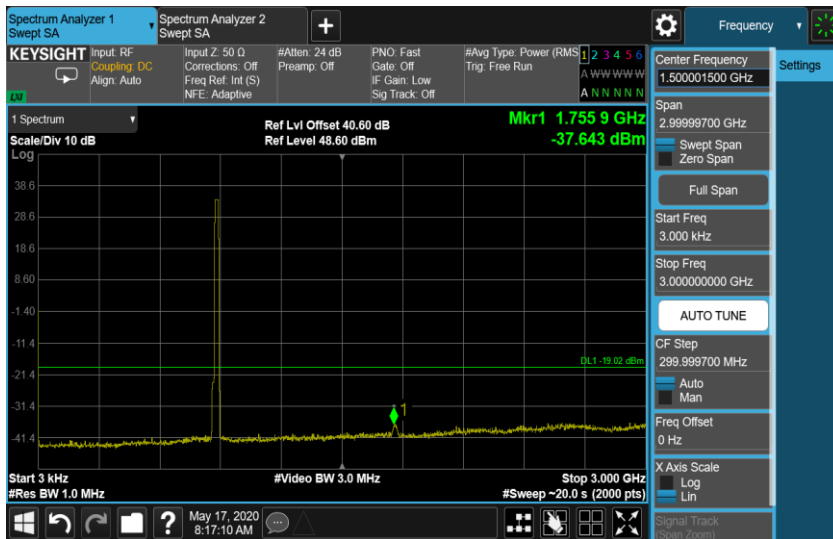 Spectrum Analyzer 1
Swept SA
Spectrum Analyzer 2
Swept SA
+
Frequency
KEYSIGHT
LXI
Input: RF
Coupling: DC
Align: Auto
Input Z: 50 Ω
Corrections: Off
Freq Ref: Int (S)
NFE: Adaptive
#Atten: 24 dB
Preamp: Off
PNO: Fast
Gate: Off
IF Gain: Low
Sig Track: Off
#Avg Type: Power (RMS
Trig: Free Run
1 2 3 4 5 6
A W W W W W
A N N N N N
1 Spectrum
Scale/Div 10 dB
Log
Ref Lvl Offset 40.60 dB
Ref Level 48.60 dBm
Mkr1 1.755 9 GHz
-37.643 dBm
38.6
28.6
18.6
8.60
-1.40
-11.4
-21.4
-31.4
-41.4
DL1 -19.02 dBm
1
Start 3 kHz
#Res BW 1.0 MHz
#Video BW 3.0 MHz
Stop 3.000 GHz
#Sweep ~20.0 s (2000 pts)
?
May 17, 2020
8:17:10 AM
Center Frequency
1.500001500 GHz
Settings
Span
2.99999700 GHz
Swept Span
Zero Span
Full Span
Start Freq
3.000 kHz
Stop Freq
3.000000000 GHz
AUTO TUNE
CF Step
299.999700 MHz
Auto
Man
Freq Offset
0 Hz
X Axis Scale
Log
Lin
Signal Track
(Span Zoom)